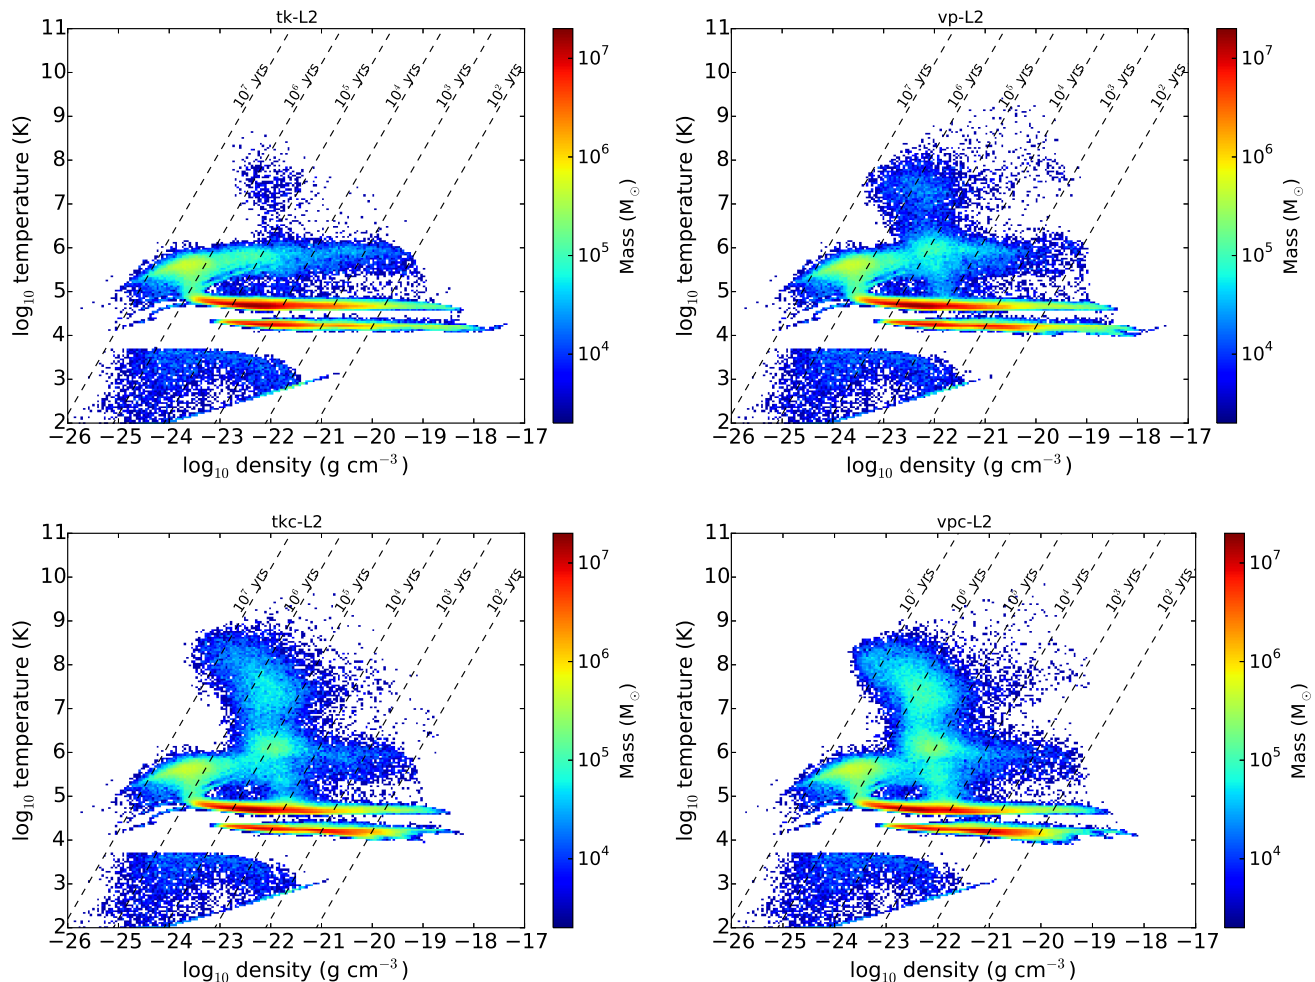 tk-L2
11
10
9
8
7
6
5
4
3
2
−26 −25 −24 −23 −22 −21 −20 −19 −18 −17
log₁₀ temperature (K)
log₁₀ density (g cm⁻³)
10⁷ yrs
10⁶ yrs
10⁵ yrs
10⁴ yrs
10³ yrs
10² yrs
10⁷
10⁶
10⁵
10⁴
Mass (M☉)
vp-L2
11
10
9
8
7
6
5
4
3
2
−26 −25 −24 −23 −22 −21 −20 −19 −18 −17
log₁₀ temperature (K)
log₁₀ density (g cm⁻³)
10⁷ yrs
10⁶ yrs
10⁵ yrs
10⁴ yrs
10³ yrs
10² yrs
10⁷
10⁶
10⁵
10⁴
Mass (M☉)
tkc-L2
11
10
9
8
7
6
5
4
3
2
−26 −25 −24 −23 −22 −21 −20 −19 −18 −17
log₁₀ temperature (K)
log₁₀ density (g cm⁻³)
10⁷ yrs
10⁶ yrs
10⁵ yrs
10⁴ yrs
10³ yrs
10² yrs
10⁷
10⁶
10⁵
10⁴
Mass (M☉)
vpc-L2
11
10
9
8
7
6
5
4
3
2
−26 −25 −24 −23 −22 −21 −20 −19 −18 −17
log₁₀ temperature (K)
log₁₀ density (g cm⁻³)
10⁷ yrs
10⁶ yrs
10⁵ yrs
10⁴ yrs
10³ yrs
10² yrs
10⁷
10⁶
10⁵
10⁴
Mass (M☉)